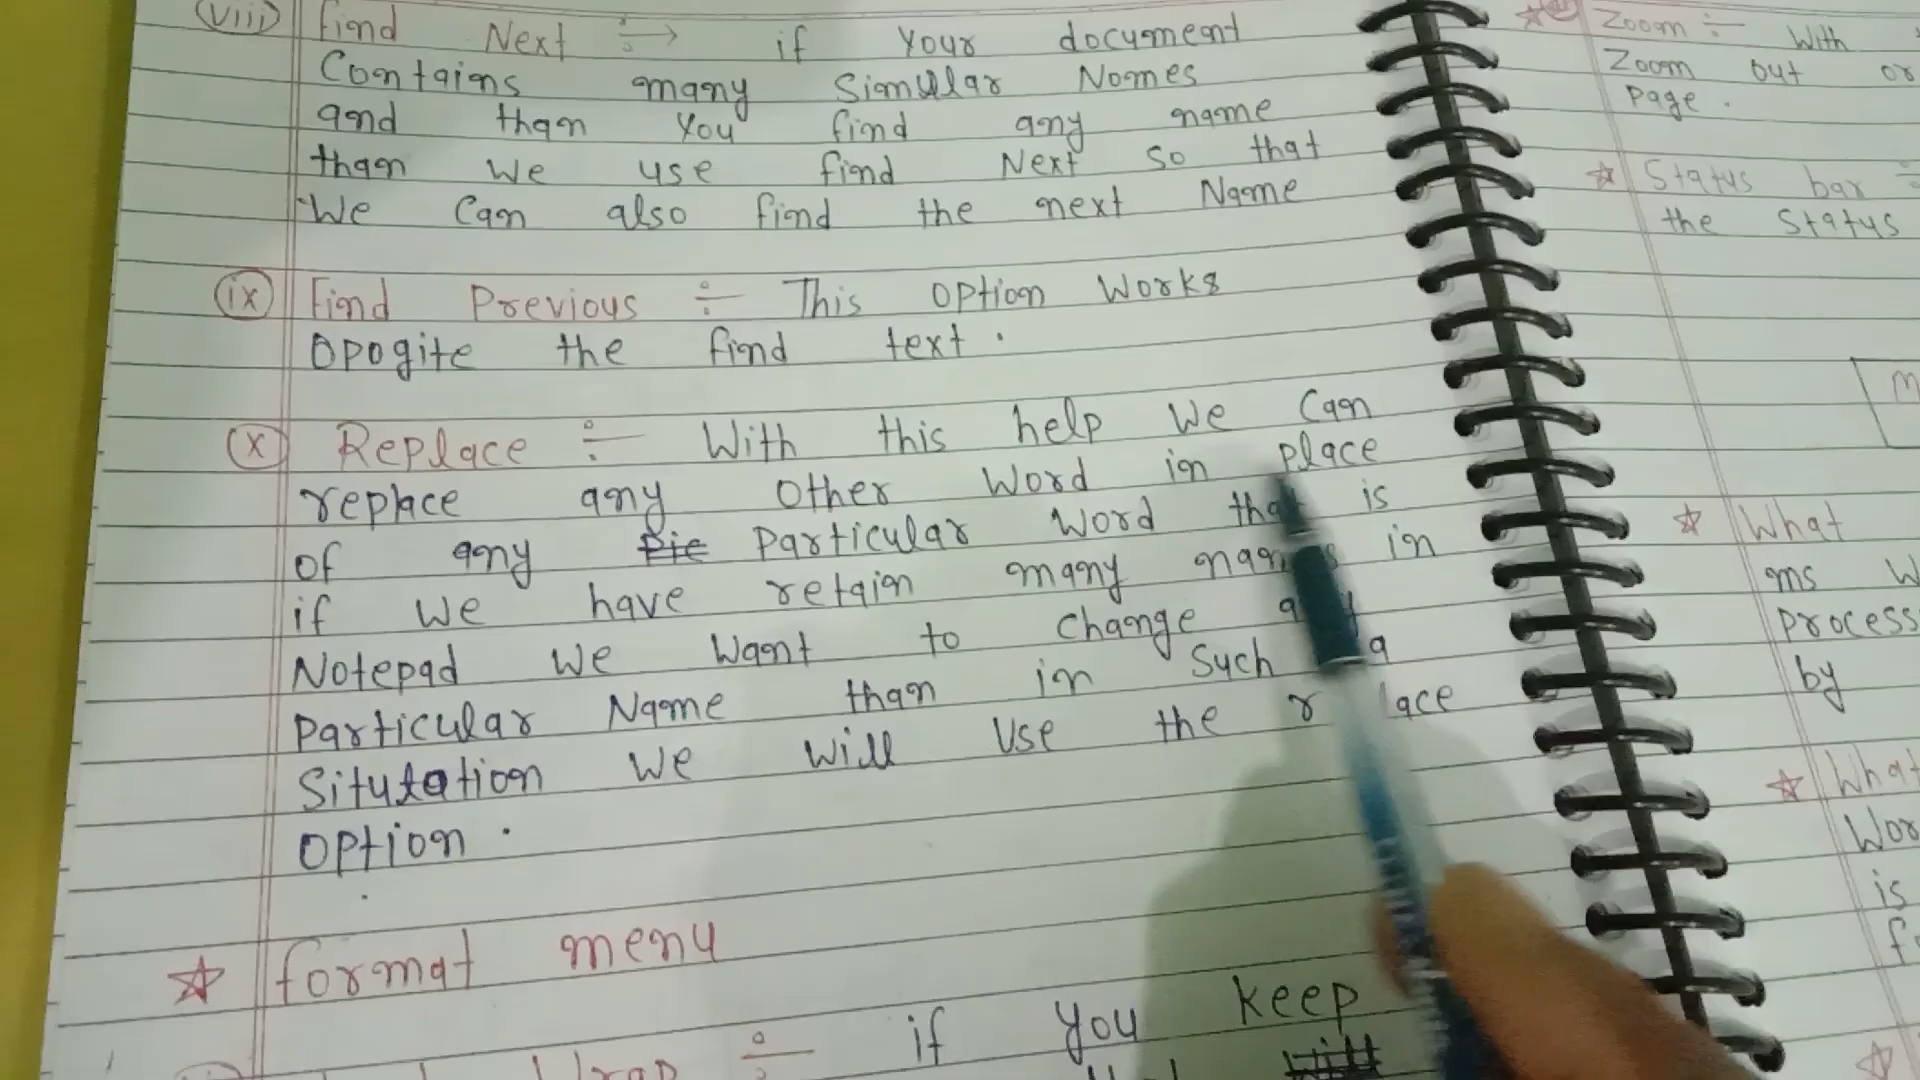 (viii) Find Next ÷→ if your document
Contains many Simular Names
and than you find any name
than we use find Next so that
We Can also find the next Name
(ix) Find Previous ÷ This option works
opogite the find text.
(x) Replace ÷ With this help we can
replace any other word in place
of any Pic Particular word that is
if we have retain many names in
Notepad we want to change any
Particular Name than in Such a
Situtation we will use the r lace
option.
☆ format menu
Wrap ÷ if you keep
☆ Zoom ÷ With
Zoom out or
Page.
☆ Status bar ÷
the Status
☆ What
ms W
Process
by
☆ What
Wor
is